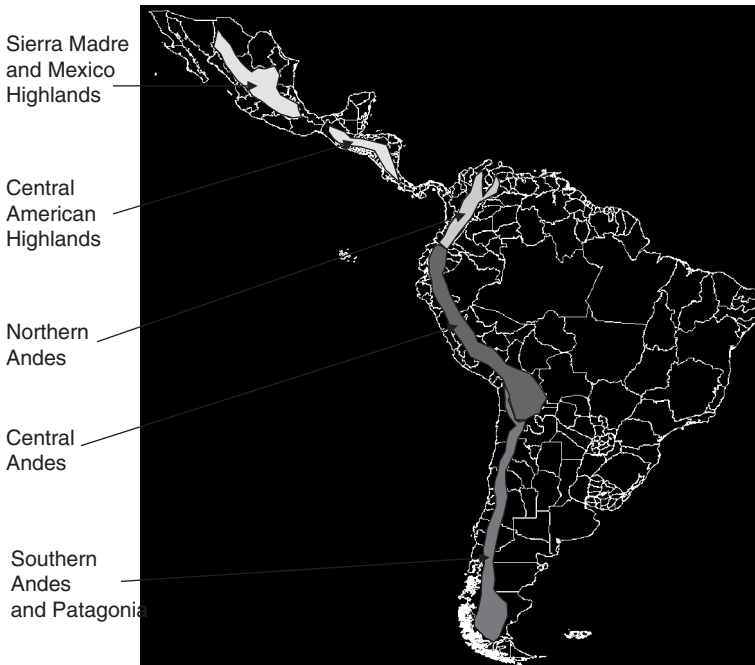 Sierra Madre
and Mexico
Highlands
Central
American
Highlands
Northern
Andes
Central
Andes
Southern
Andes
and Patagonia